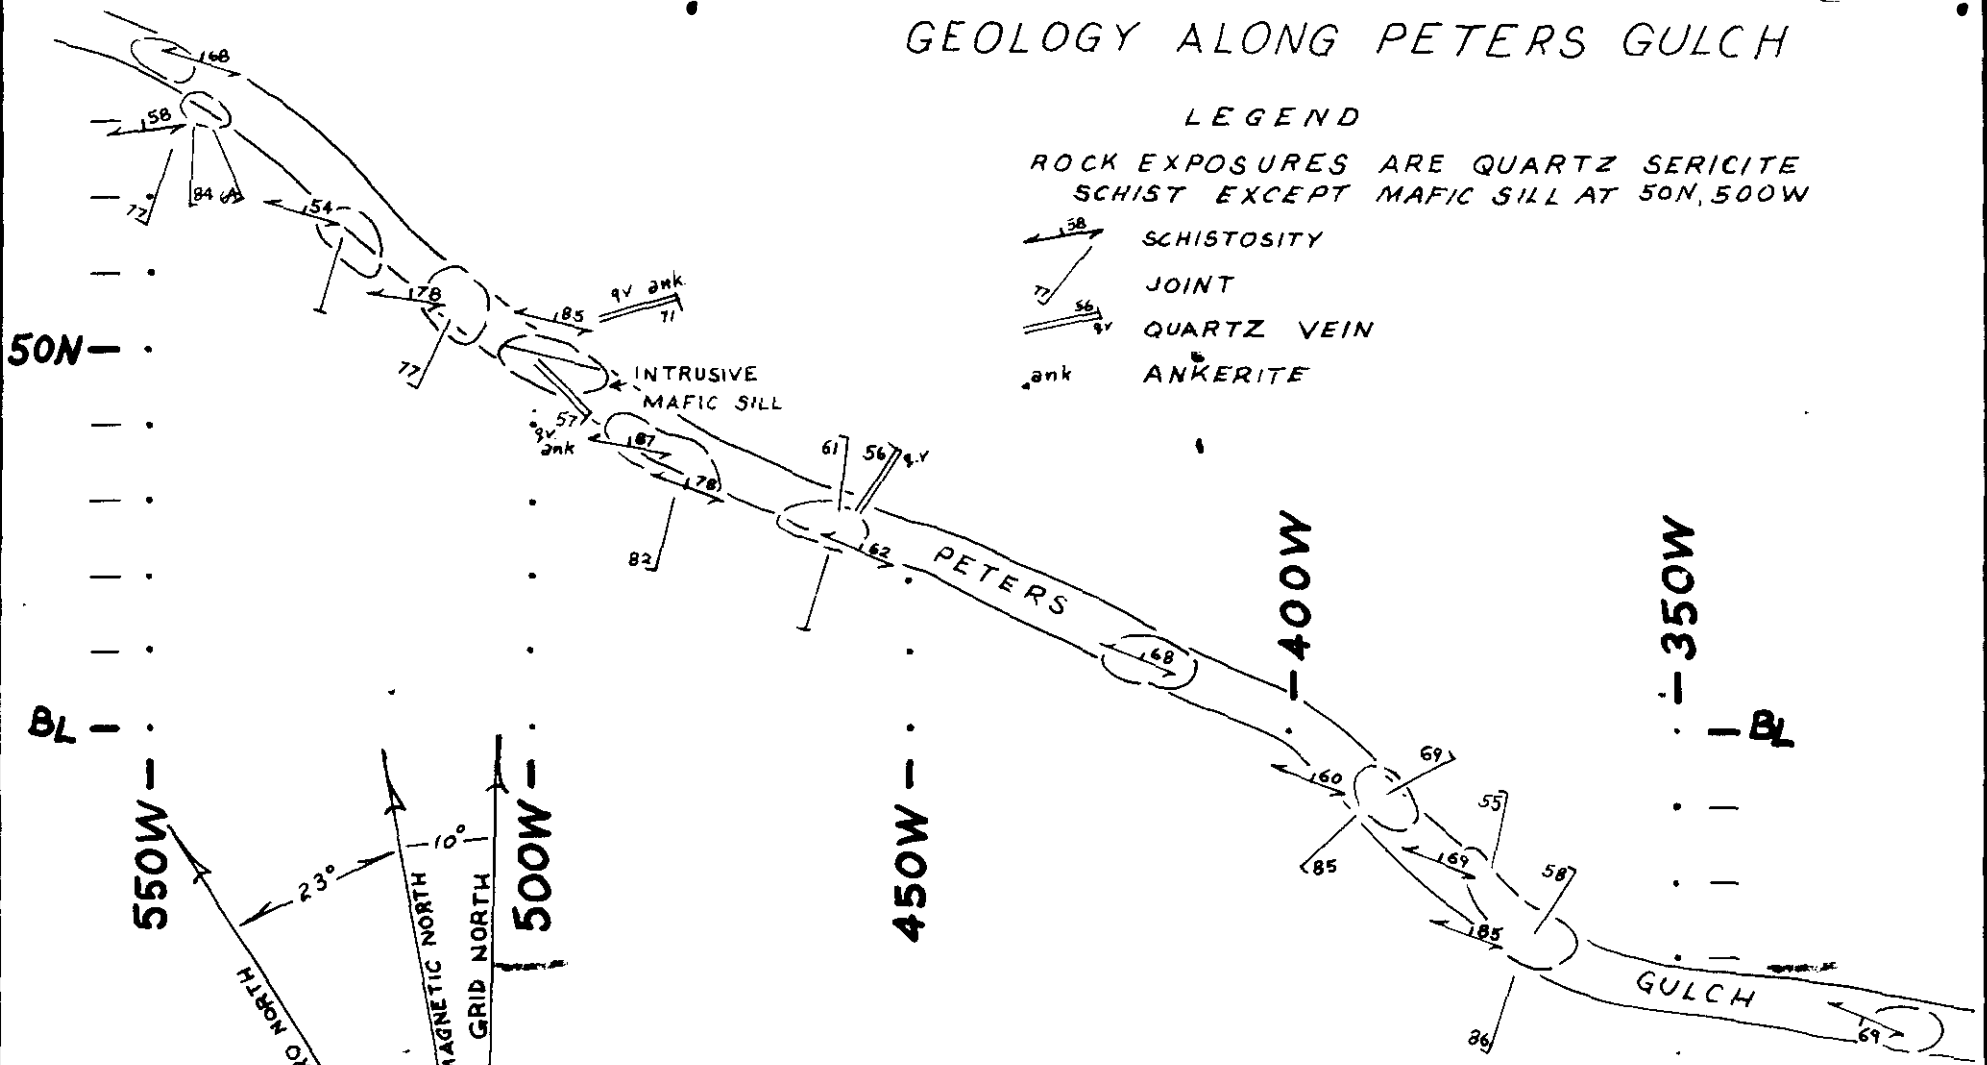 GEOLOGY ALONG PETERS GULCH
LEGEND
ROCK EXPOSURES ARE QUARTZ SERICITE
SCHIST EXCEPT MAFIC SILL AT 50N, 500W
58 SCHISTOSITY
77 JOINT
56 qv QUARTZ VEIN
ank ANKERITE
68
58
77
84
54
78
77
85
qv ank
71
50N
INTRUSIVE
MAFIC SILL
57
qv
ank
87
78
82
61
56 q.v
62
PETERS
68
400W
350W
BL
BL
60
69
85
55
69
58
85
86
GULCH
69
550W
500W
450W
23°
10°
NORTH
MAGNETIC NORTH
GRID NORTH